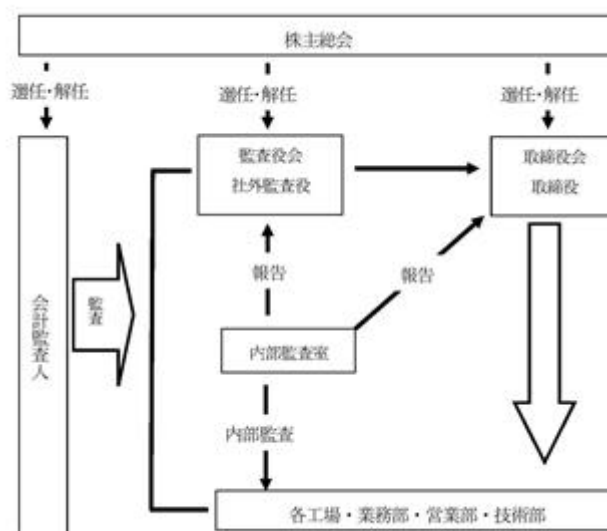 株主総会
選任・解任
選任・解任
選任・解任
監査役会
社外監査役
取締役会
取締役
報告
報告
会計監査人
監査
内部監査室
内部監査
各工場・業務部・営業部・技術部